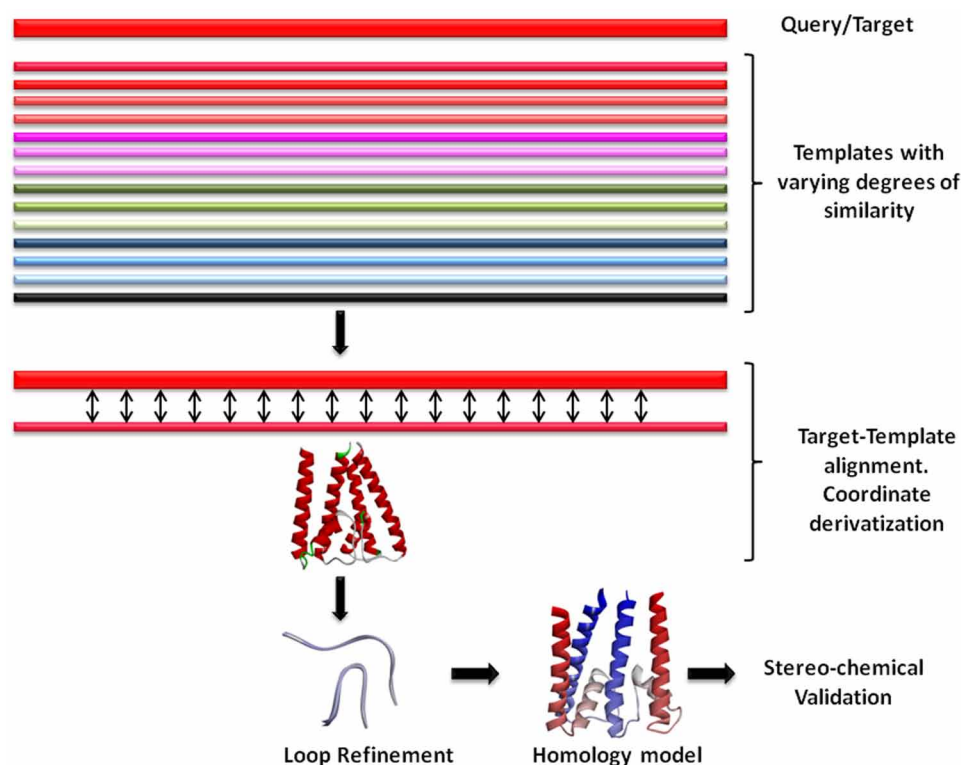 Query/Target
Templates with
varying degrees of
similarity
Target-Template
alignment.
Coordinate
derivatization
Stereo-chemical
Validation
Loop Refinement
Homology model